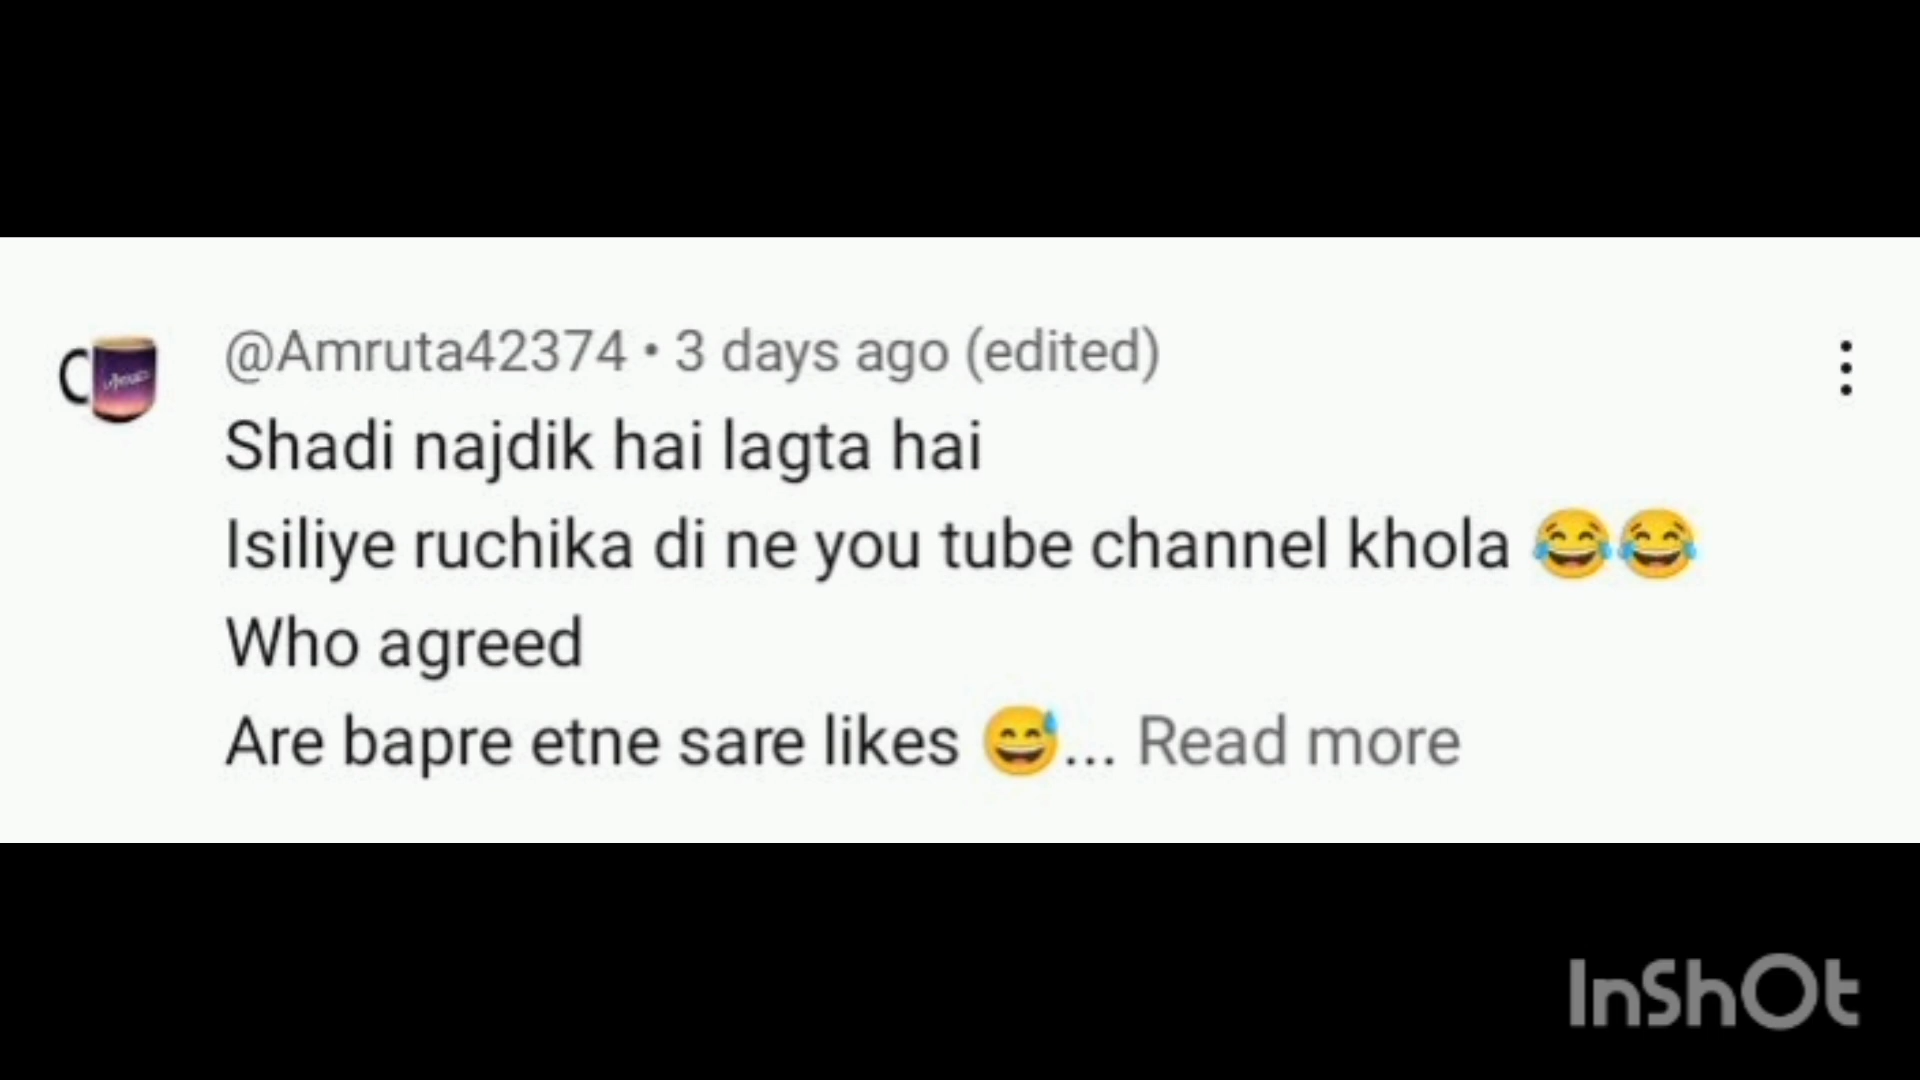 @Amruta42374 • 3 days ago (edited)
Shadi najdik hai lagta hai
Isiliye ruchika di ne you tube channel khola 😂😂
Who agreed
Are bapre etne sare likes 😅... Read more
InShOt